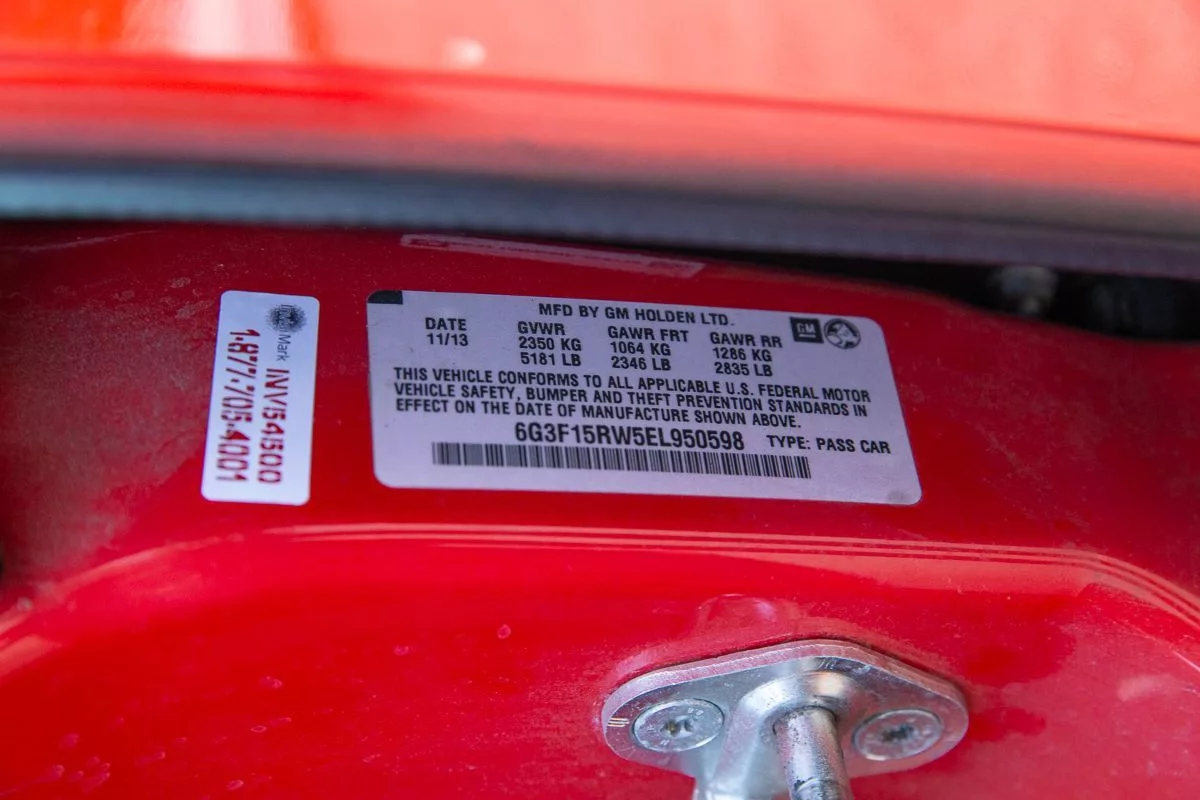 Mark INV1541500
1-877-705-4001
MFD BY GM HOLDEN LTD.
GM
DATE GVWR GAWR FRT GAWR RR
11/13 2350 KG 1064 KG 1286 KG
5181 LB 2346 LB 2835 LB
THIS VEHICLE CONFORMS TO ALL APPLICABLE U.S. FEDERAL MOTOR
VEHICLE SAFETY, BUMPER AND THEFT PREVENTION STANDARDS IN
EFFECT ON THE DATE OF MANUFACTURE SHOWN ABOVE.
6G3F15RW5EL950598 TYPE: PASS CAR